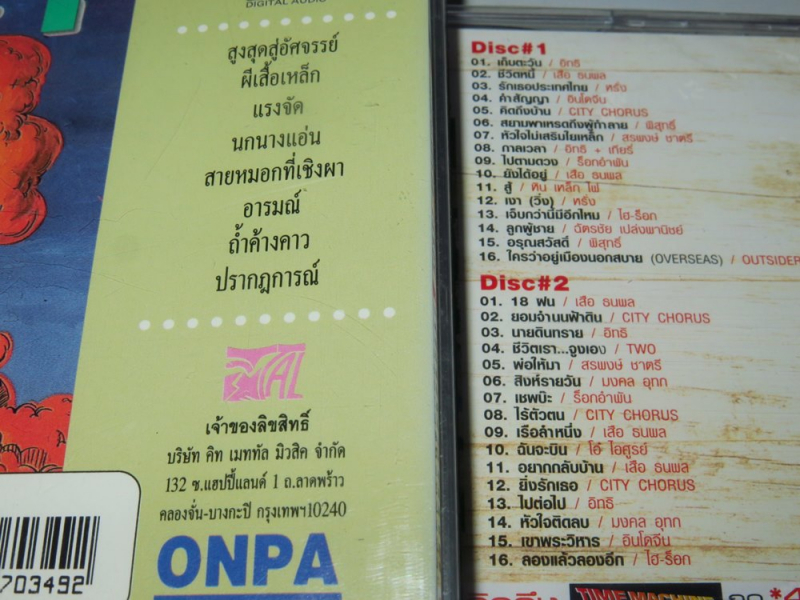 DIGITAL AUDIO
สูงสุดสู่อัศจรรย์
ผีเสื้อเหล็ก
แรงจัด
นกนางแอ่น
สายหมอกที่เชิงผา
อารมณ์
ถ้ำค้างคาว
ปรากฎการณ์
เจ้าของลิขสิทธิ์
บริษัท คิท เมททัล มิวสิค จำกัด
132 ซ.แฮปปี้แลนด์ 1 ถ.ลาดพร้าว
คลองจั่น-บางกะปิ กรุงเทพฯ10240
ONPA
703492
Disc#1
01. เก็บตะวัน / อิทธิ
02. ชีวิตหนี้ / เสือ ธนพล
03. รักเธอประเทศไทย / หรั่ง
04. คำสัญญา / อินโดจีน
05. คิดถึงบ้าน / CITY CHORUS
06. สยามพาเหรดถึงผู้ทำลาย / พิสุทธิ์
07. หัวใจไม่เสริมใยเหล็ก / สรพงษ์ ชาตรี
08. กาลเวลา / อิทธิ + เกียรี่
09. ไปตามดวง / ร็อกอำพัน
10. ยังได้อยู่ / เสือ ธนพล
11. สู้ / หิน เหล็ก ไฟ
12. เงา (วิ่ง) / หรั่ง
13. เจ็บกว่านี้มีอีกไหม / ไฮ-ร็อก
14. ลูกผู้ชาย / ฉัตรชัย เปล่งพานิชย์
15. อรุณสวัสดิ์ / พิสุทธิ์
16. ใครว่าอยู่เมืองนอกสบาย (OVERSEAS) / OUTSIDER
Disc#2
01. 18 ฝน / เสือ ธนพล
02. ยอมจำนนฟ้าดิน / CITY CHORUS
03. นายดินทราย / อิทธิ
04. ชีวิตเรา...จูงเอง / TWO
05. พ่อให้มา / สรพงษ์ ชาตรี
06. สิงห์รายวัน / มงคล อุทก
07. เชพบ๊ะ / ร็อกอำพัน
08. ไร้ตัวตน / CITY CHORUS
09. เรือลำหนึ่ง / เสือ ธนพล
10. ฉันจะบิน / โอ้ โอฬูรย์
11. อยากกลับบ้าน / เสือ ธนพล
12. ยิ่งรักเธอ / CITY CHORUS
13. ไปต่อไป / อิทธิ
14. หัวใจติดลบ / มงคล อุทก
15. เขาพระวิหาร / อินโดจีน
16. ลองแล้วลองอีก / ไฮ-ร็อก
TIME MACHINE